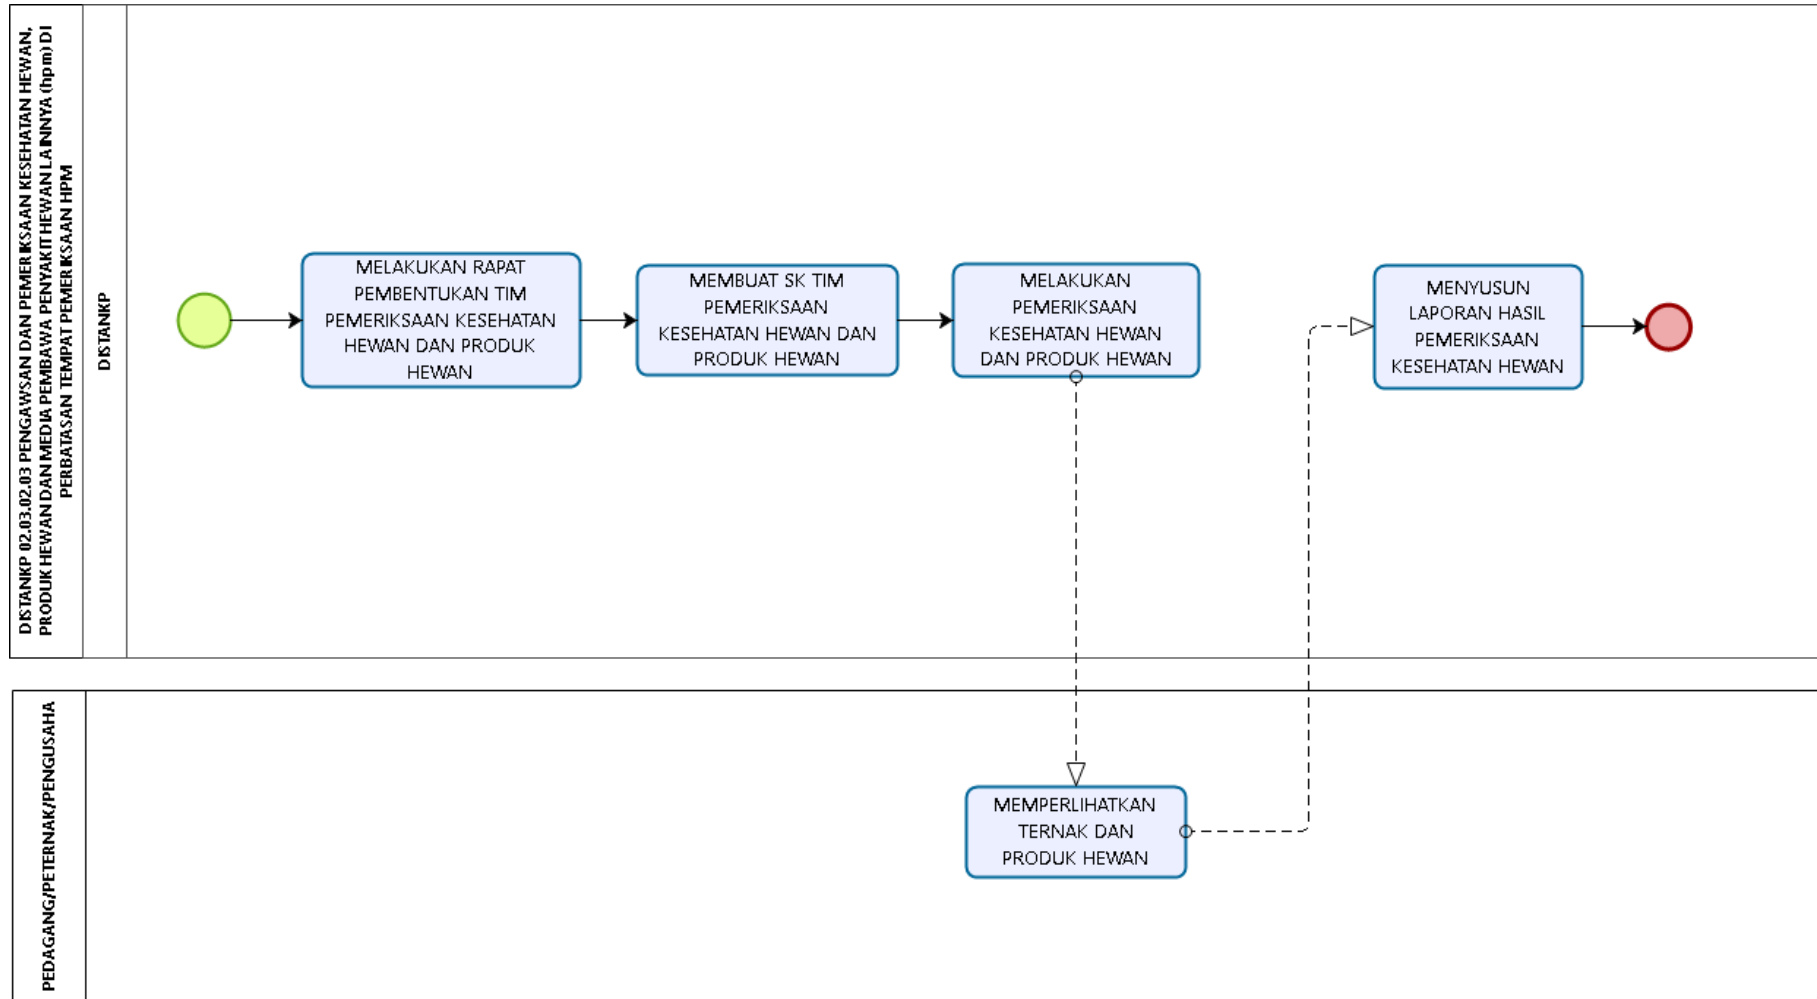 DISTANKP 02.03.02.03 PENGAWSAN DAN PEMERIKSAAN KESEHATAN HEWAN,
PRODUK HEWAN DAN MEDIA PEMBAWA PENYAKIT HEWAN LAINNYA (hpm) DI
PERBATASAN TEMPAT PEMERIKSAAN HPM
DISTANKP
MELAKUKAN RAPAT
PEMBENTUKAN TIM
PEMERIKSAAN KESEHATAN
HEWAN DAN PRODUK
HEWAN
MEMBUAT SK TIM
PEMERIKSAAN
KESEHATAN HEWAN DAN
PRODUK HEWAN
MELAKUKAN
PEMERIKSAAN
KESEHATAN HEWAN
DAN PRODUK HEWAN
MENYUSUN
LAPORAN HASIL
PEMERIKSAAN
KESEHATAN HEWAN
PEDAGANG/PETERNAK/PENGUSAHA
MEMPERLIHATKAN
TERNAK DAN
PRODUK HEWAN